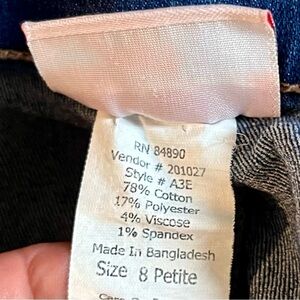 RN 84890
Vendor # 201027
Style # A3E
78% Cotton
17% Polyester
4% Viscose
1% Spandex
Made In Bangladesh
Size 8 Petite
Care